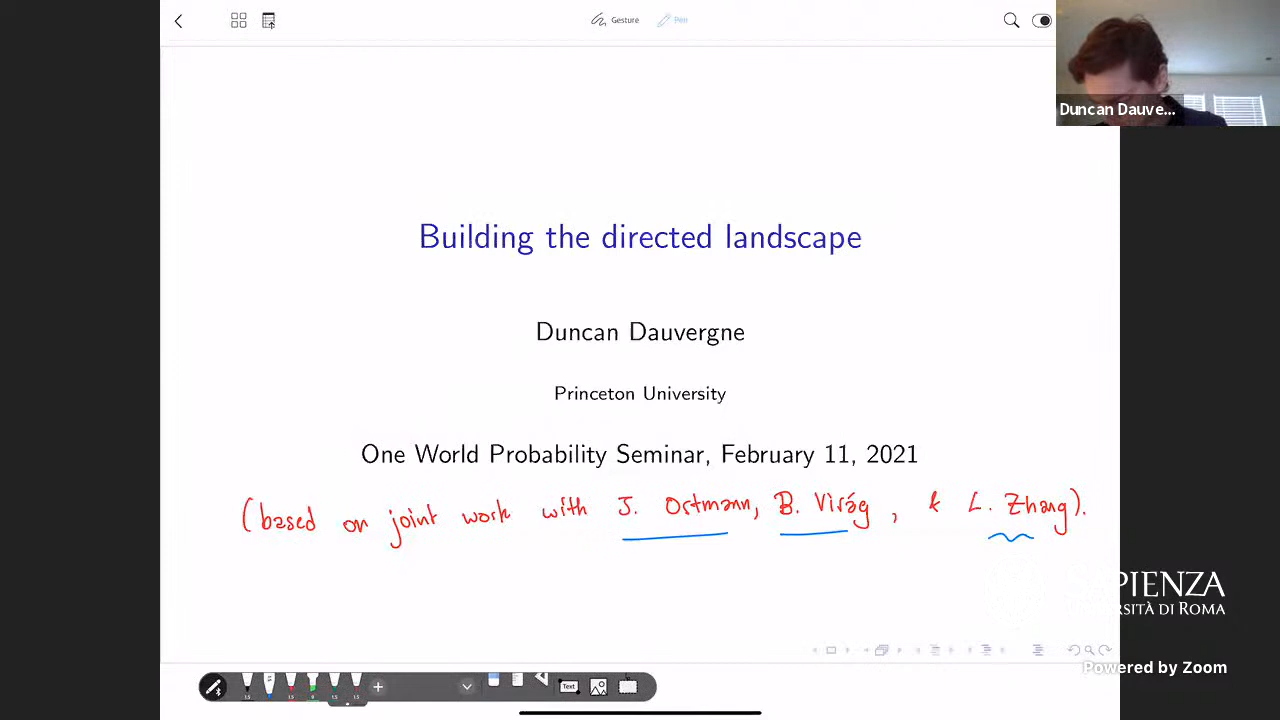 Gesture Pen
Duncan Dauve...
Building the directed landscape
Duncan Dauvergne
Princeton University
One World Probability Seminar, February 11, 2021
(based on joint work with J. Ortmann, B. Virág, & L. Zhang).
SAPIENZA
UNIVERSITÀ DI ROMA
Powered by Zoom
Text